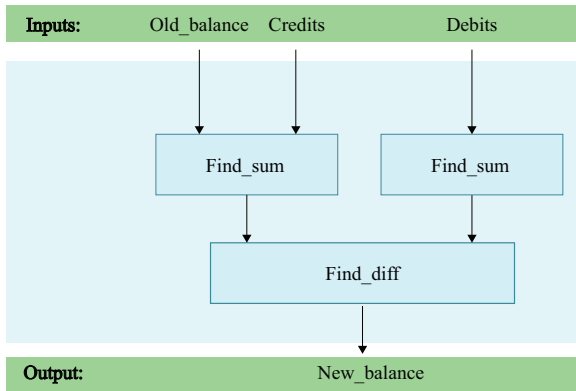 Inputs: Old_balance Credits Debits
Find_sum Find_sum
Find_diff
Output: New_balance